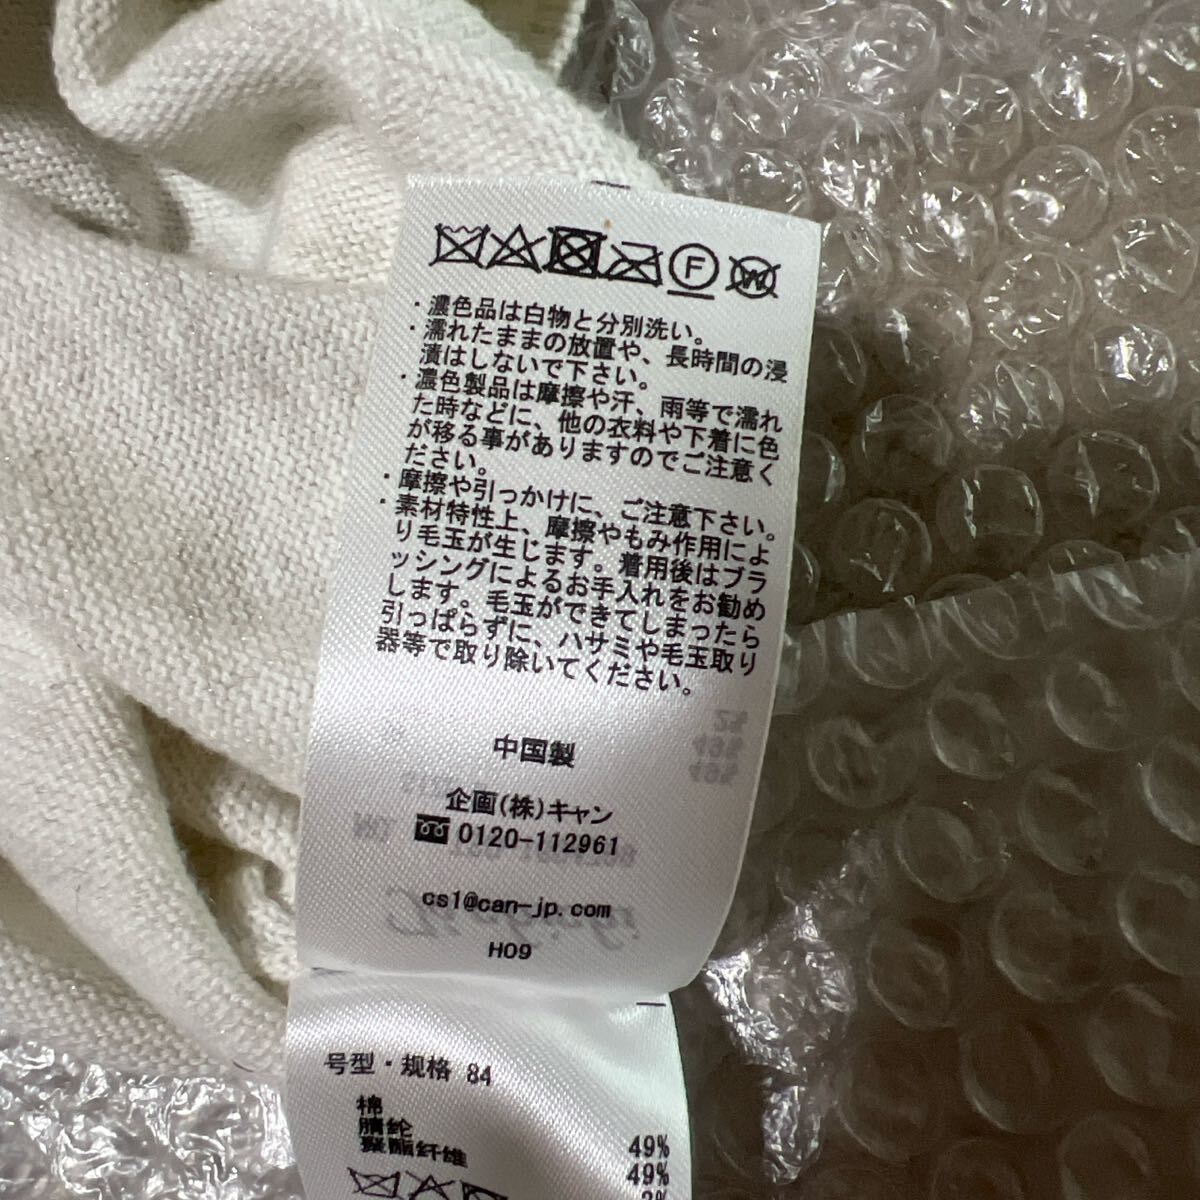 F W
・濃色品は白物と分別洗い。
・濡れたままの放置や、長時間の浸
漬はしないで下さい。
・濃色製品は摩擦や汗、雨等で濡れ
た時などに、他の衣料や下着に色
が移る事がありますのでご注意く
ださい。
・摩擦や引っかけに、ご注意下さい。
・素材特性上、摩擦やもみ作用によ
り毛玉が生じます。着用後はブラ
ッシングによるお手入れをお勧め
します。毛玉ができてしまったら
引っぱらずに、ハサミや毛玉取り
器等で取り除いてください。
中国製
企画(株)キャン
0120-112961
cs1@can-jp.com
H09
号型・规格 84
棉 49%
腈纶 49%
聚酯纤维 2%